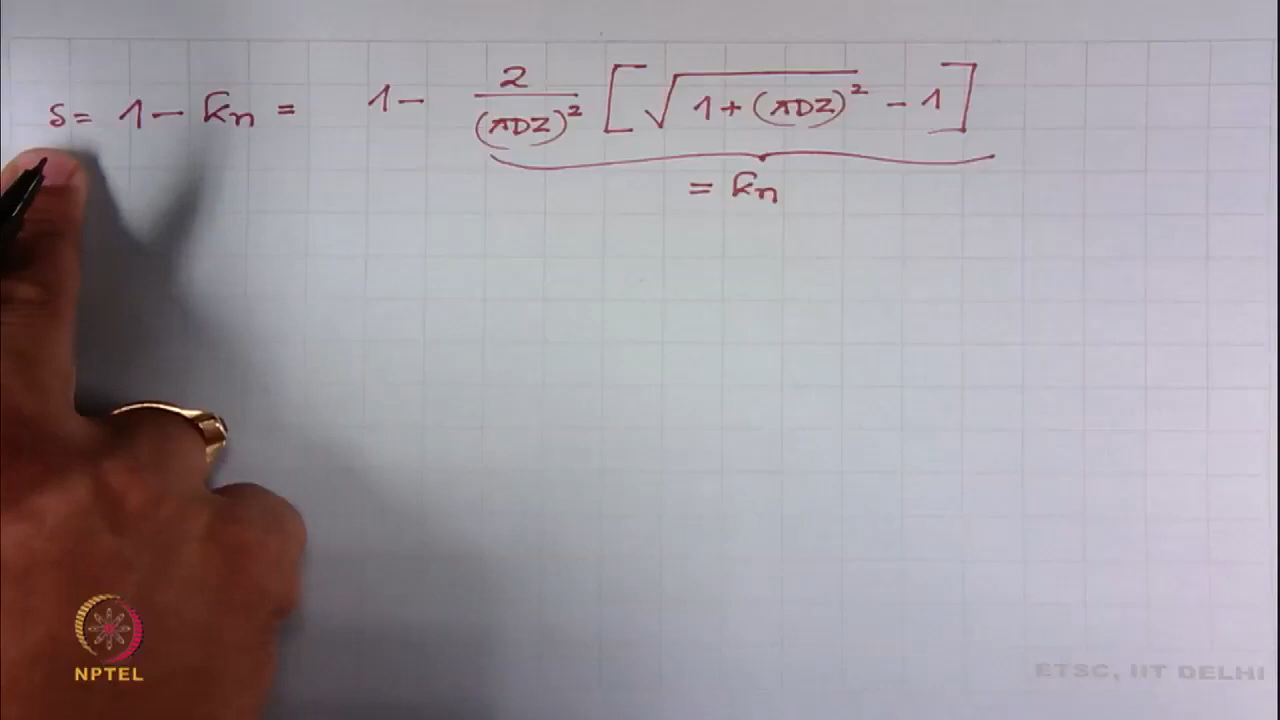 S = 1 - kn = 1 - 2/(πDZ)² [ √(1 + (πDZ)²) - 1 ]
= kn
NPTEL
ETSC, IIT DELHI